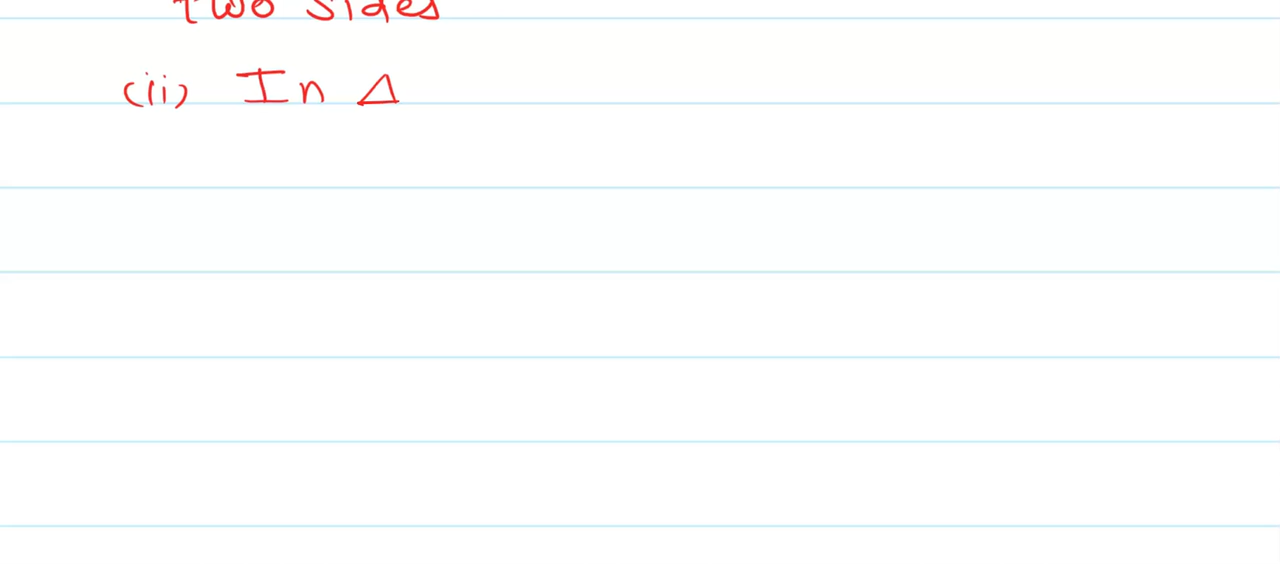 two sides
(ii) In Δ